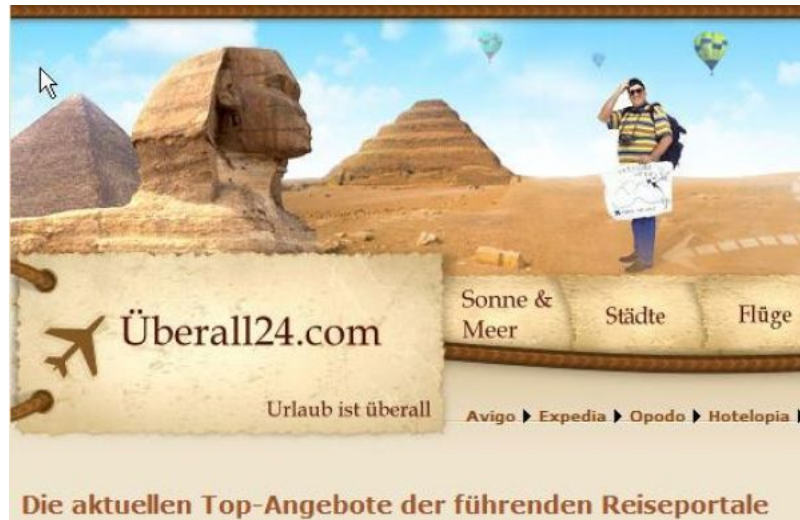 Überall24.com
Urlaub ist überall
Sonne &
Meer
Städte
Flüge
Avigo Expedia Opodo Hotelopia
Die aktuellen Top-Angebote der führenden Reiseportale